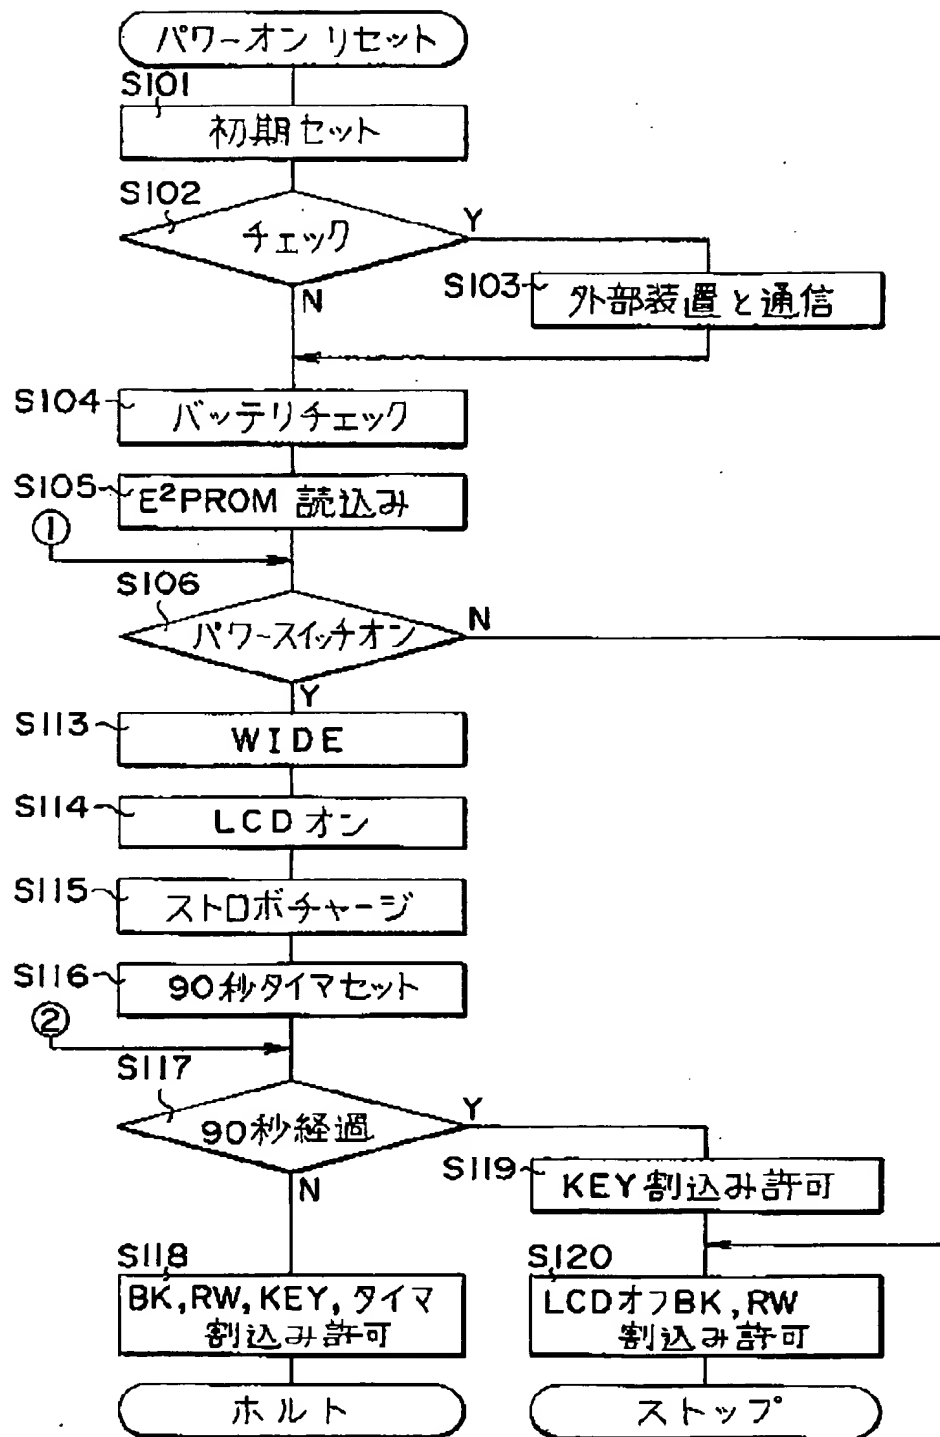 パワーオン リセット
S101
初期セット
S102
チェック
Y
N
S103
外部装置と通信
S104
バッテリチェック
S105
E²PROM 読込み
①
S106
パワースイッチオン
N
Y
S113
WIDE
S114
LCDオン
S115
ストロボチャージ
S116
90秒タイマセット
②
S117
90秒経過
Y
N
S119
KEY割込み許可
S118
BK,RW,KEY,タイマ
割込み許可
S120
LCDオフBK,RW
割込み許可
ホルト
ストップ